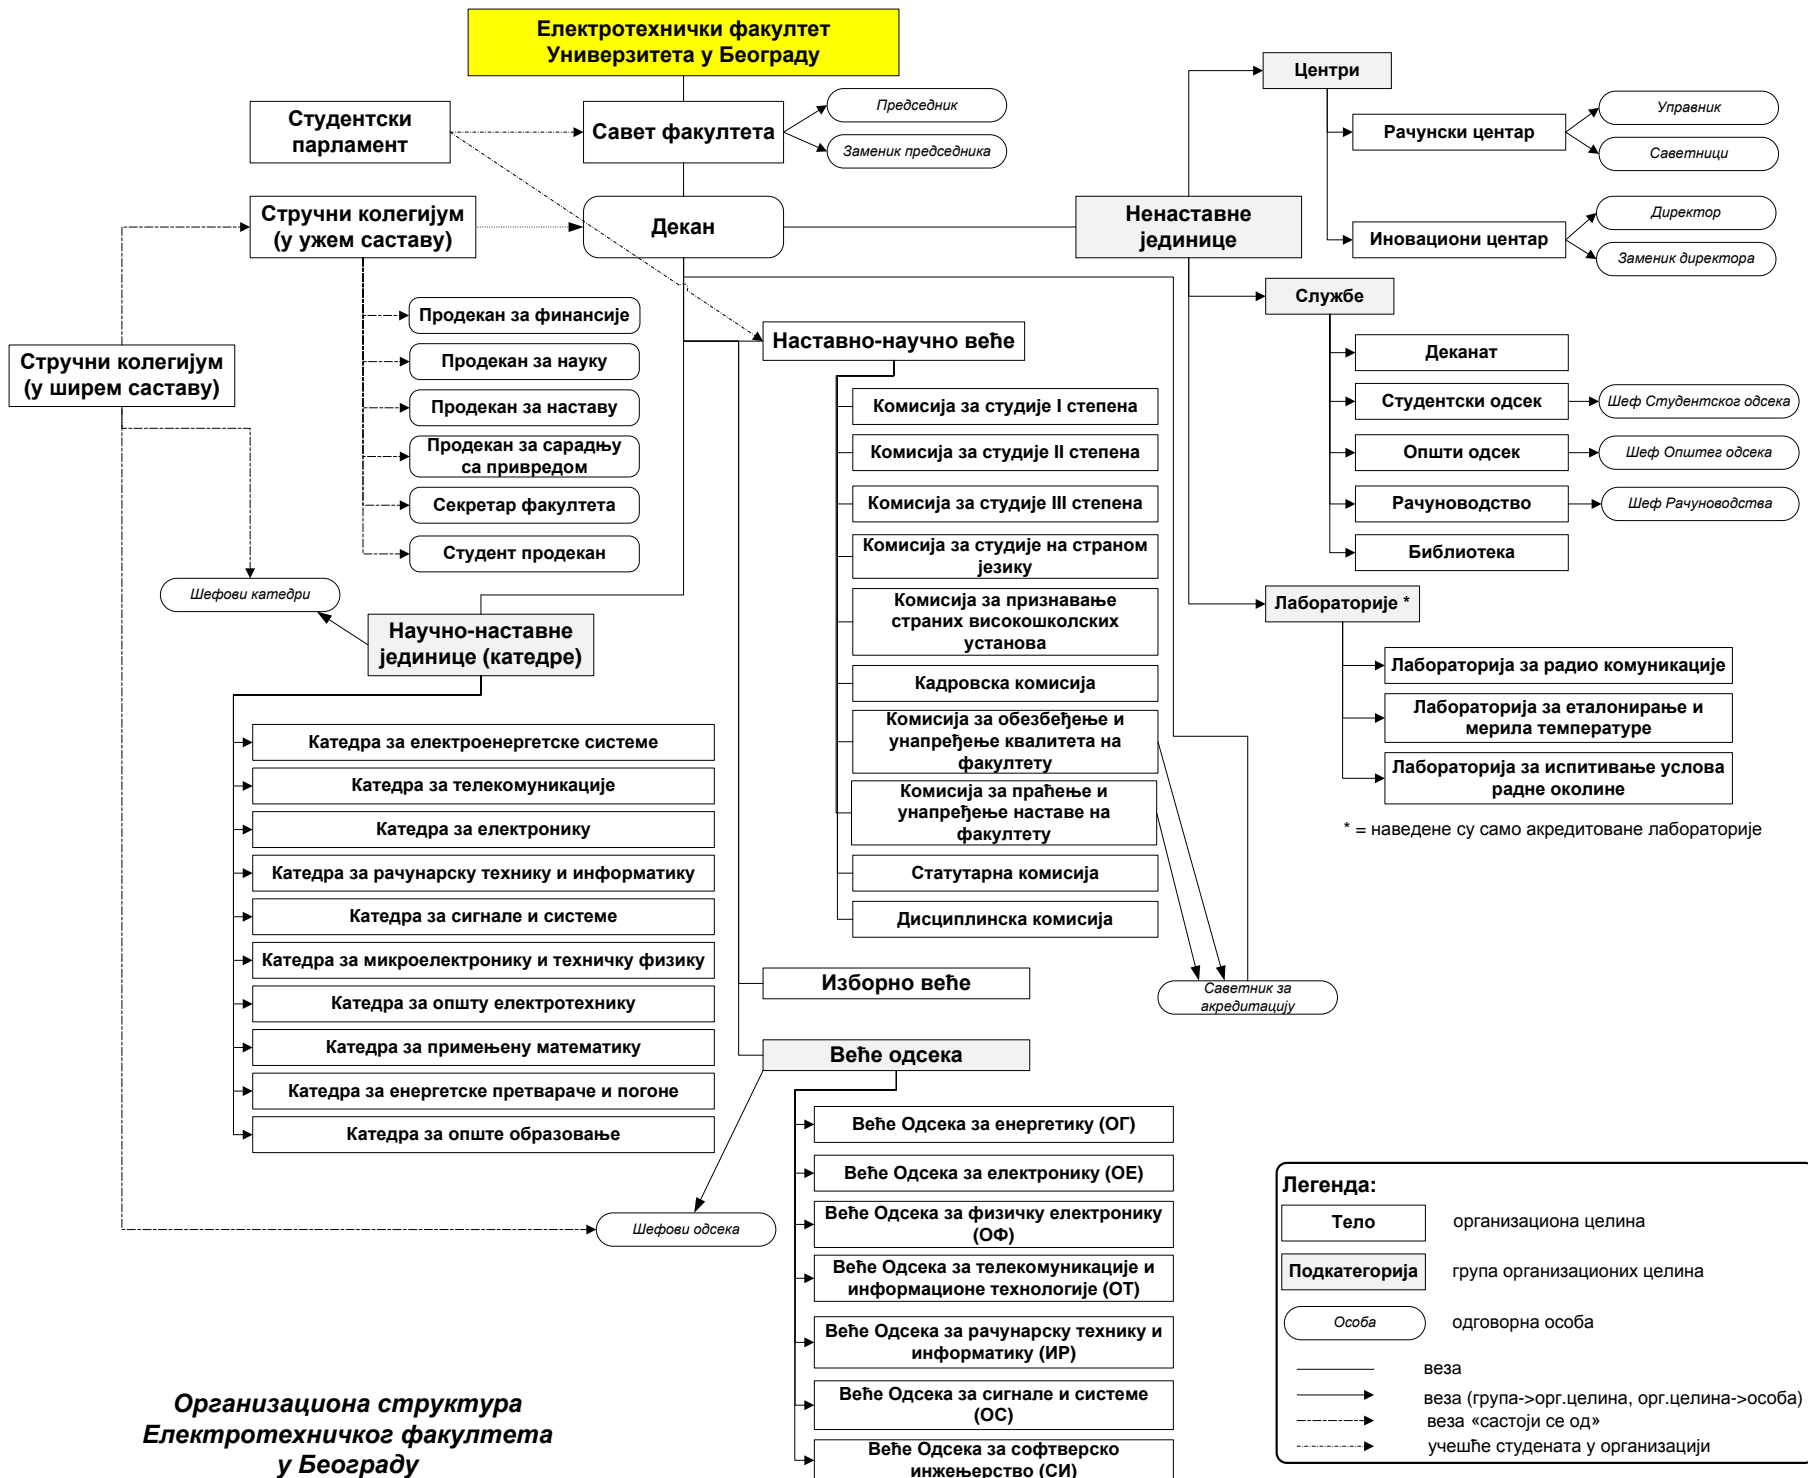 Електротехнички факултет
Универзитета у Београду
Студентски
парламент
Савет факултета
Председник
Заменик председника
Стручни колегијум
(у ужем саставу)
Декан
Ненаставне
јединице
Центри
Рачунски центар
Управник
Саветници
Иновациони центар
Директор
Заменик директора
Службе
Деканат
Студентски одсек
Шеф Студентског одсека
Општи одсек
Шеф Општег одсека
Рачуноводство
Шеф Рачуноводства
Библиотека
Лабораторије *
Лабораторија за радио комуникације
Лабораторија за еталонирање и
мерила температуре
Лабораторија за испитивање услова
радне околине
* = наведене су само акредитоване лабораторије
Стручни колегијум
(у ширем саставу)
Продекан за финансије
Продекан за науку
Продекан за наставу
Продекан за сарадњу
са привредом
Секретар факултета
Студент продекан
Шефови катедри
Научно-наставне
јединице (катедре)
Катедра за електроенергетске системе
Катедра за телекомуникације
Катедра за електронику
Катедра за рачунарску технику и информатику
Катедра за сигнале и системе
Катедра за микроелектронику и техничку физику
Катедра за општу електротехнику
Катедра за примењену математику
Катедра за енергетске претвараче и погоне
Катедра за опште образовање
Наставно-научно веће
Комисија за студије I степена
Комисија за студије II степена
Комисија за студије III степена
Комисија за студије на страном
језику
Комисија за признавање
страних високошколских
установа
Кадровска комисија
Комисија за обезбеђење и
унапређење квалитета на
факултету
Комисија за праћење и
унапређење наставе на
факултету
Статутарна комисија
Дисциплинска комисија
Изборно веће
Саветник за
акредитацију
Веће одсека
Шефови одсека
Веће Одсека за енергетику (ОГ)
Веће Одсека за електронику (ОЕ)
Веће Одсека за физичку електронику
(ОФ)
Веће Одсека за телекомуникације и
информационе технологије (ОТ)
Веће Одсека за рачунарску технику и
информатику (ИР)
Веће Одсека за сигнале и системе
(ОС)
Веће Одсека за софтверско
инжењерство (СИ)
Организациона структура
Електротехничког факултета
у Београду
Легенда:
Тело
организациона целина
Подкатегорија
група организационих целина
Особа
одговорна особа
веза
веза (група->орг.целина, орг.целина->особа)
веза «састоји се од»
учешће студената у организацији